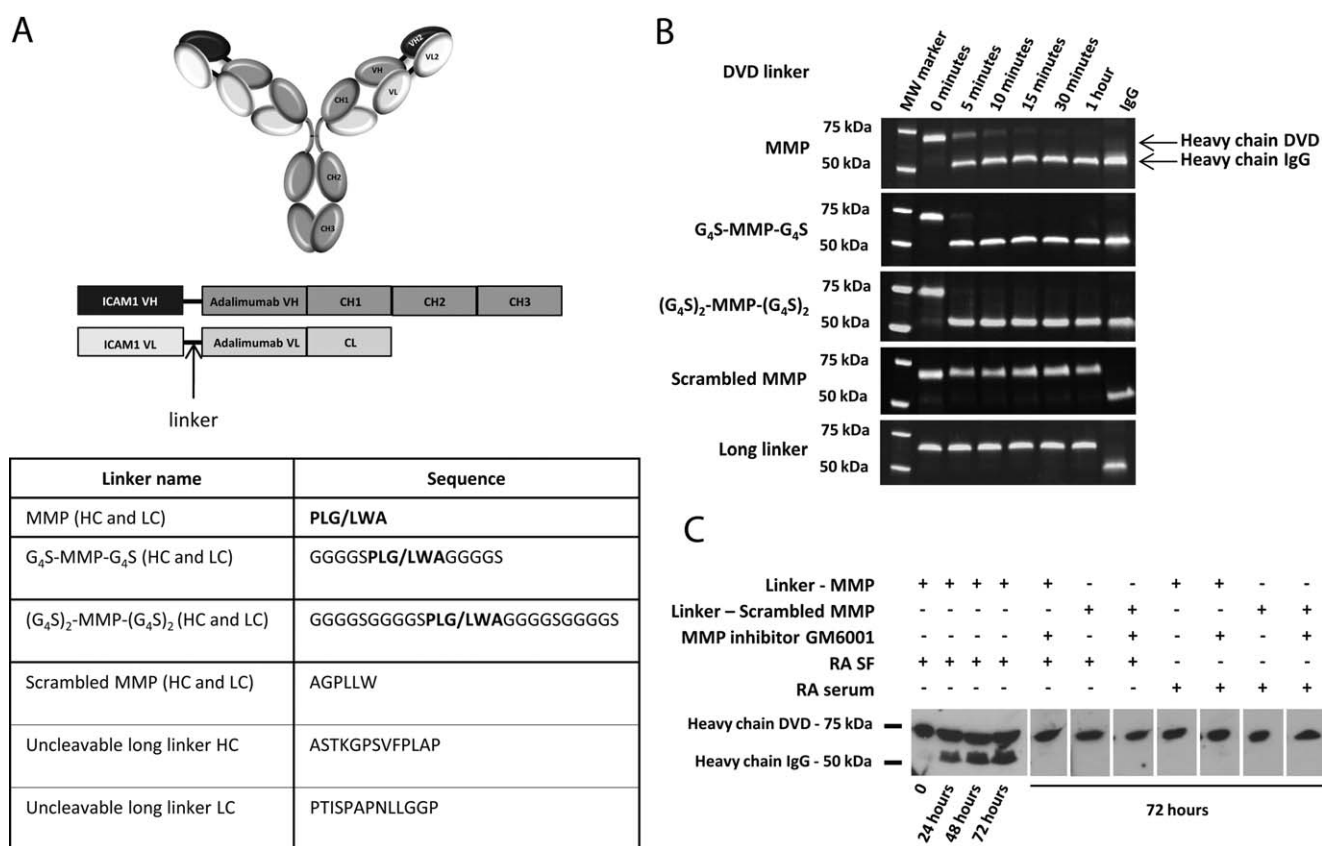 A
VH2
VL2
VH
VL
CH1
CH2
CH3
ICAM1 VH Adalimumab VH CH1 CH2 CH3
ICAM1 VL Adalimumab VL CL
linker
Linker name Sequence
MMP (HC and LC) PLG/LWA
G₄S-MMP-G₄S (HC and LC) GGGGSPLG/LWAGGGGS
(G₄S)₂-MMP-(G₄S)₂ (HC and LC) GGGGSGGGGSPLG/LWAGGGGSGGGGS
Scrambled MMP (HC and LC) AGPLLW
Uncleavable long linker HC ASTKGPSVFPLAP
Uncleavable long linker LC PTISPAPNLLGGP
B
DVD linker
MW marker
0 minutes
5 minutes
10 minutes
15 minutes
30 minutes
1 hour
IgG
75 kDa
MMP
50 kDa
Heavy chain DVD
Heavy chain IgG
75 kDa
G₄S-MMP-G₄S
50 kDa
75 kDa
(G₄S)₂-MMP-(G₄S)₂
50 kDa
75 kDa
Scrambled MMP
50 kDa
75 kDa
Long linker
50 kDa
C
Linker - MMP + + + + + - - + + - -
Linker – Scrambled MMP - - - - - + + - - + +
MMP inhibitor GM6001 - - - - + - + - + - +
RA SF + + + + + + + - - - -
RA serum - - - - - - - + + + +
Heavy chain DVD - 75 kDa
Heavy chain IgG - 50 kDa
0
24 hours
48 hours
72 hours
72 hours